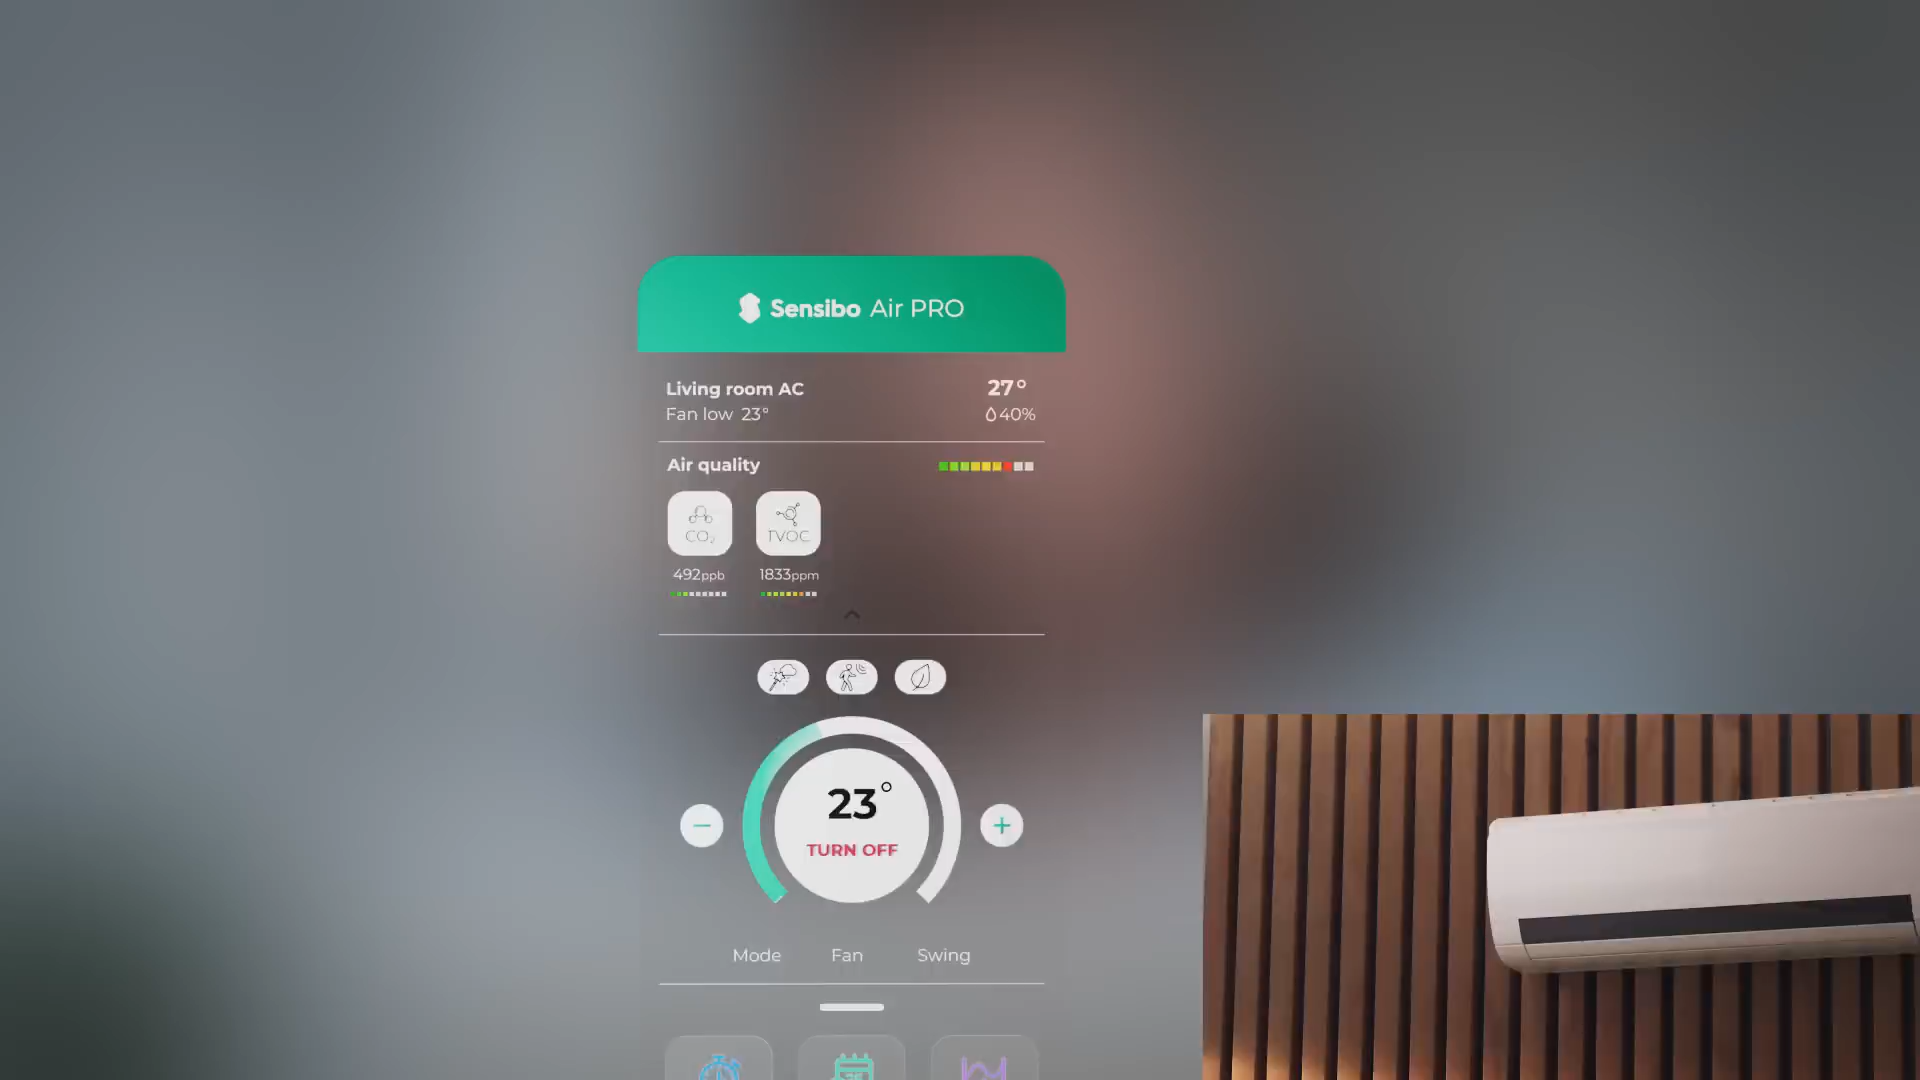 Sensibo Air PRO
Living room AC 27°
Fan low 23° 40%
Air quality
CO₂ TVOC
492ppb 1833ppm
23°
TURN OFF
Mode Fan Swing